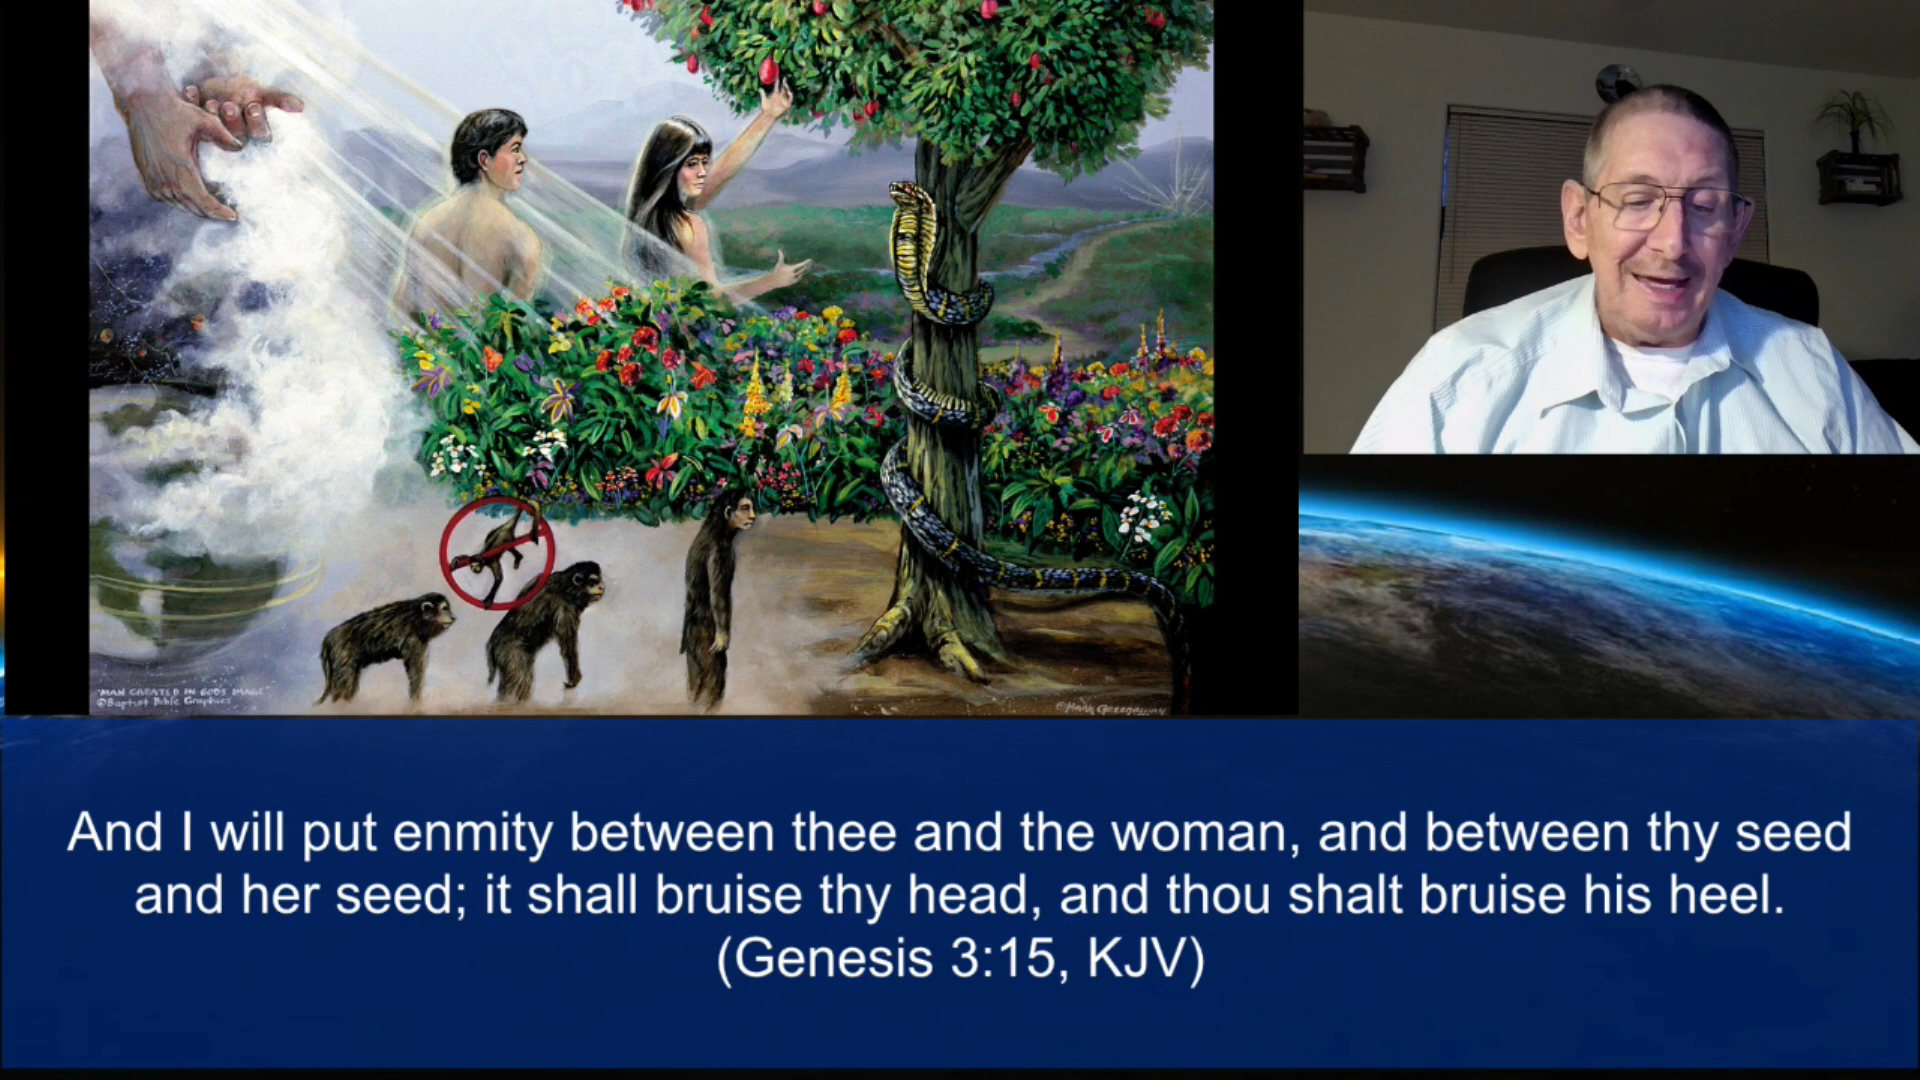 "MAN CREATED IN GOD'S IMAGE"
©Baptist Bible Graphics
And I will put enmity between thee and the woman, and between thy seed
and her seed; it shall bruise thy head, and thou shalt bruise his heel.
(Genesis 3:15, KJV)